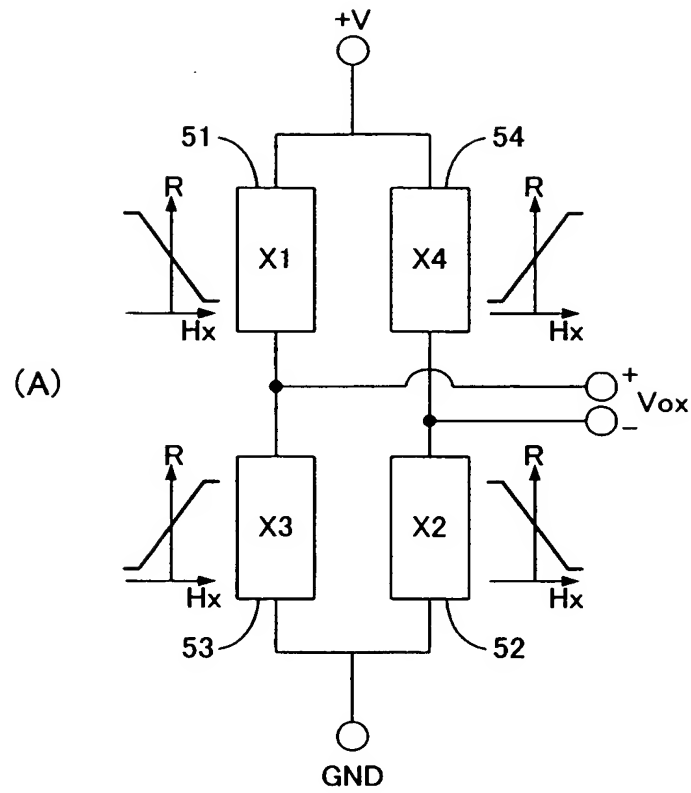 +V
51
54
R
X1
X4
R
Hx
Hx
(A)
+
Vox
-
R
X3
X2
R
Hx
Hx
53
52
GND